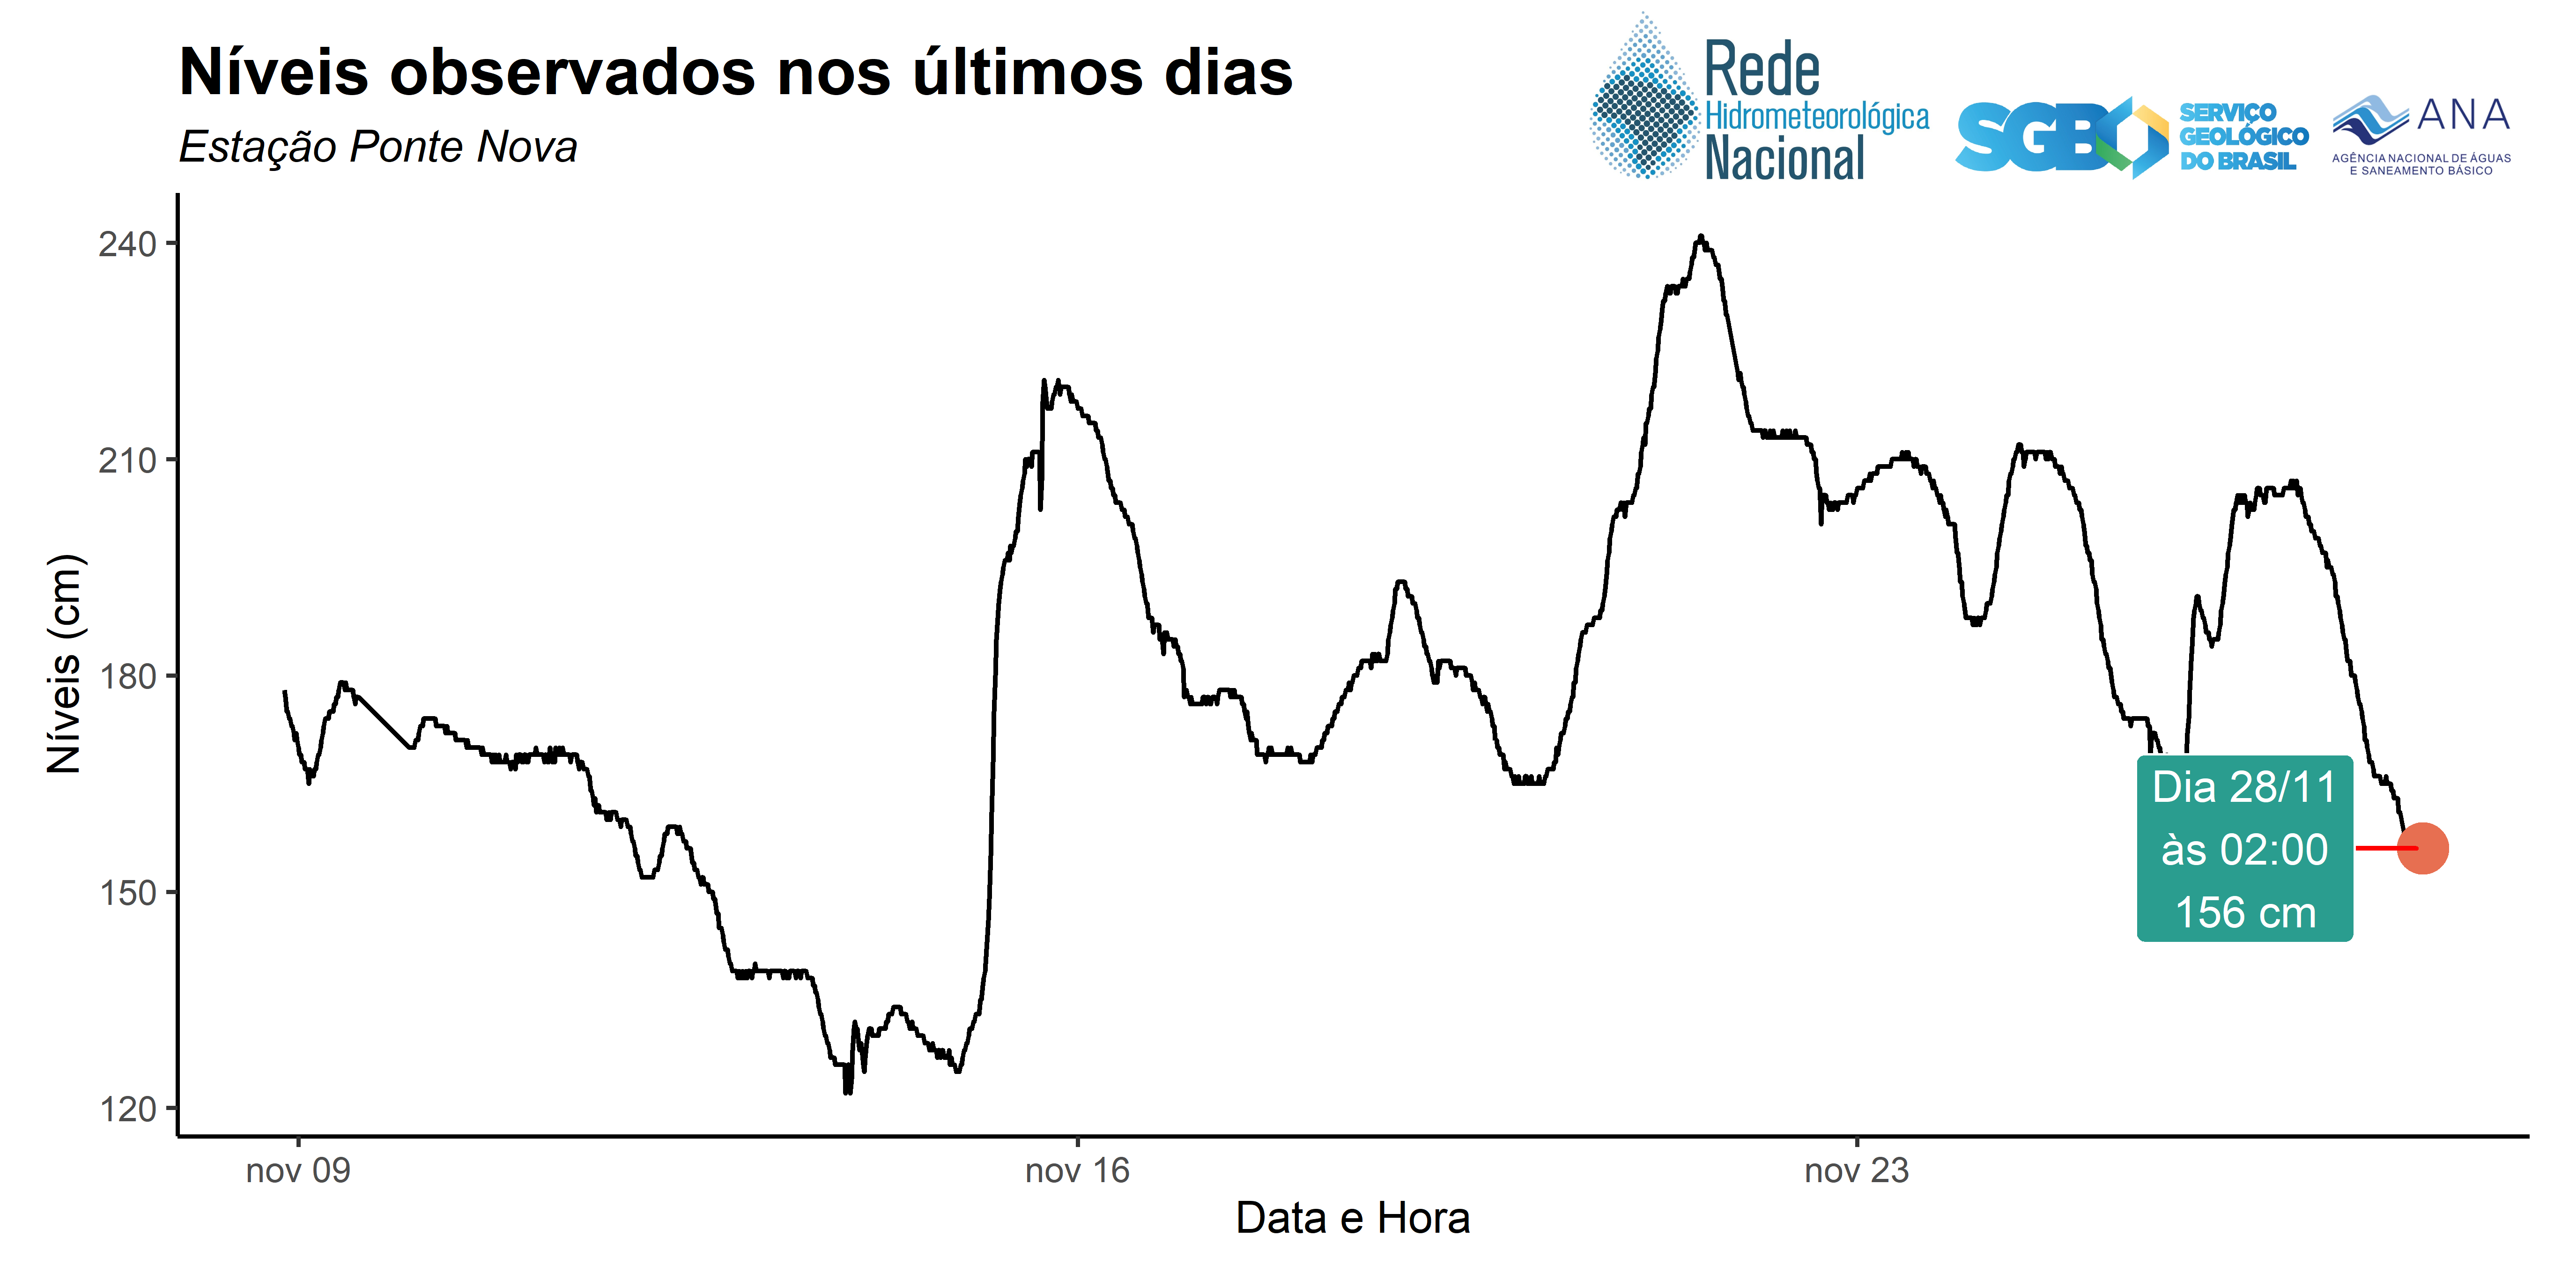 Níveis observados nos últimos dias
Estação Ponte Nova
Rede
Hidrometeorológica
Nacional
SGB
SERVIÇO
GEOLÓGICO
DO BRASIL
ANA
AGÊNCIA NACIONAL DE ÁGUAS
E SANEAMENTO BÁSICO
Níveis (cm)
240
210
180
150
120
Dia 28/11
às 02:00
156 cm
nov 09
nov 16
nov 23
Data e Hora